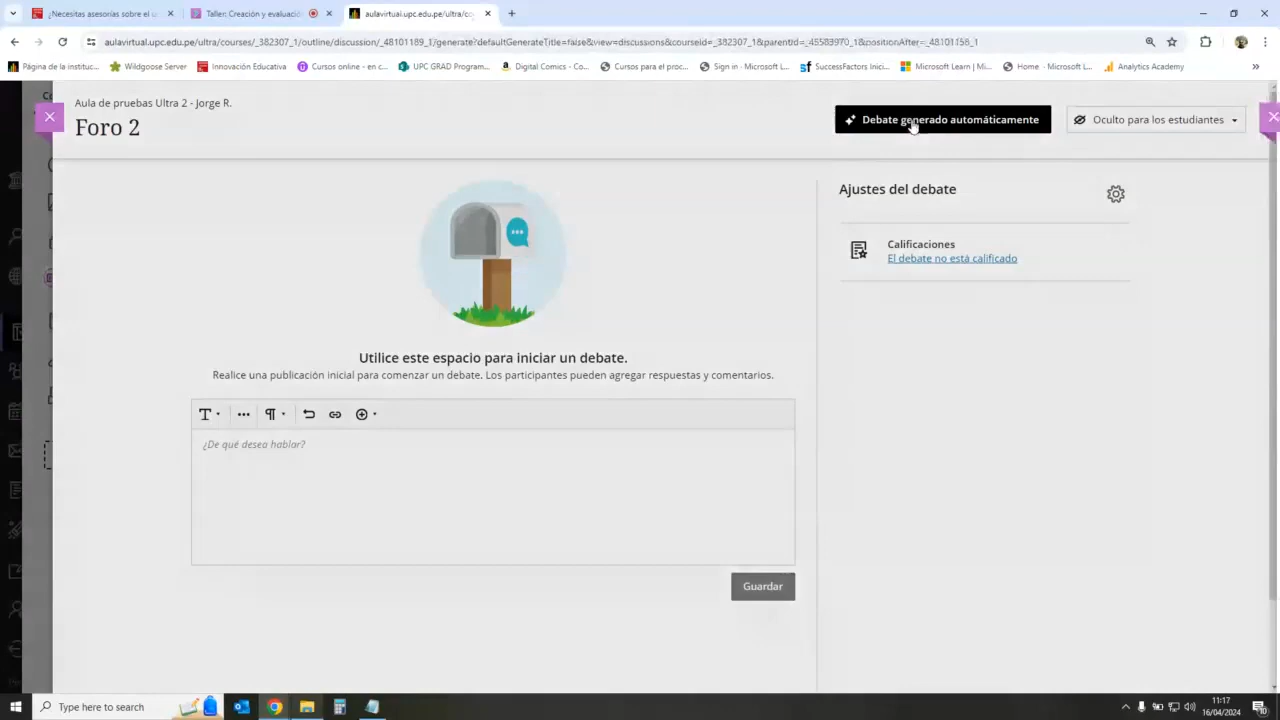 ¿Necesitas asesorías sobre el u
Taller: Creación y evaluació
aulavirtual.upc.edu.pe/ultra/co
aulavirtual.upc.edu.pe/ultra/courses/_382307_1/outline/discussion/_48101189_1/generate?defaultGenerateTitle=false&view=discussions&courseId=_382307_1&parentId=_45583970_1&positionAfter=_48101158_1
Página de la instituc...
Wildgoose Server
Innovación Educativa
Cursos online - en c...
UPC GRAD Program...
Digital Comics - Co...
Cursos para el proc...
Sign in - Microsoft L...
SuccessFactors Inici...
Microsoft Learn | Mi...
Home - Microsoft L...
Analytics Academy
Aula de pruebas Ultra 2 - Jorge R.
Foro 2
Debate generado automáticamente
Oculto para los estudiantes
Ajustes del debate
Calificaciones
El debate no está calificado
Utilice este espacio para iniciar un debate.
Realice una publicación inicial para comenzar un debate. Los participantes pueden agregar respuestas y comentarios.
¿De qué desea hablar?
Guardar
Type here to search
11:17
16/04/2024